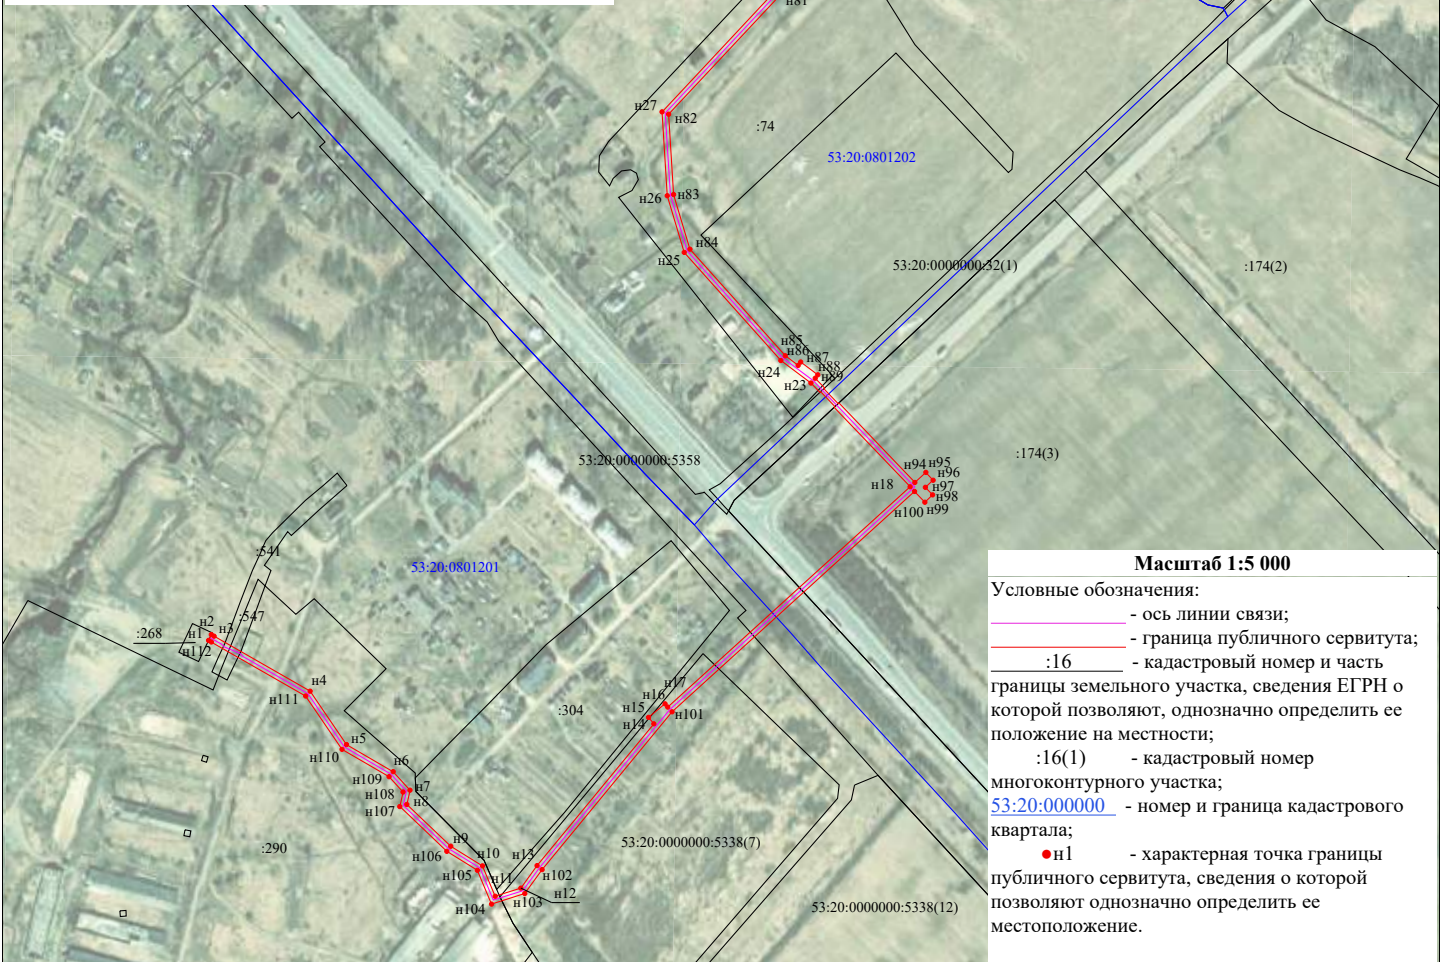 н81
н27
н82
:74
53:20:0801202
н26
н83
н84
н25
53:20:0000000:32(1)
:174(2)
н85
н86
н87
н24
н88
н89
н23
53:20:0000000:5358
:174(3)
н94
н95
н96
н18
н97
н98
н100
н99
:541
53:20:0801201
:547
н2
:268
н1
н3
н112
н4
н111
н17
н16
н15
н101
н14
:304
н5
н110
н6
н109
н7
н108
н8
н107
н9
н106
н10
н105
н13
н102
н11
н12
н103
н104
:290
53:20:0000000:5338(7)
53:20:0000000:5338(12)
Масштаб 1:5 000
Условные обозначения:
- ось линии связи;
- граница публичного сервитута;
:16 - кадастровый номер и часть
границы земельного участка, сведения ЕГРН о
которой позволяют, однозначно определить ее
положение на местности;
:16(1) - кадастровый номер
многоконтурного участка;
53:20:000000 - номер и граница кадастрового
квартала;
н1 - характерная точка границы
публичного сервитута, сведения о которой
позволяют однозначно определить ее
местоположение.